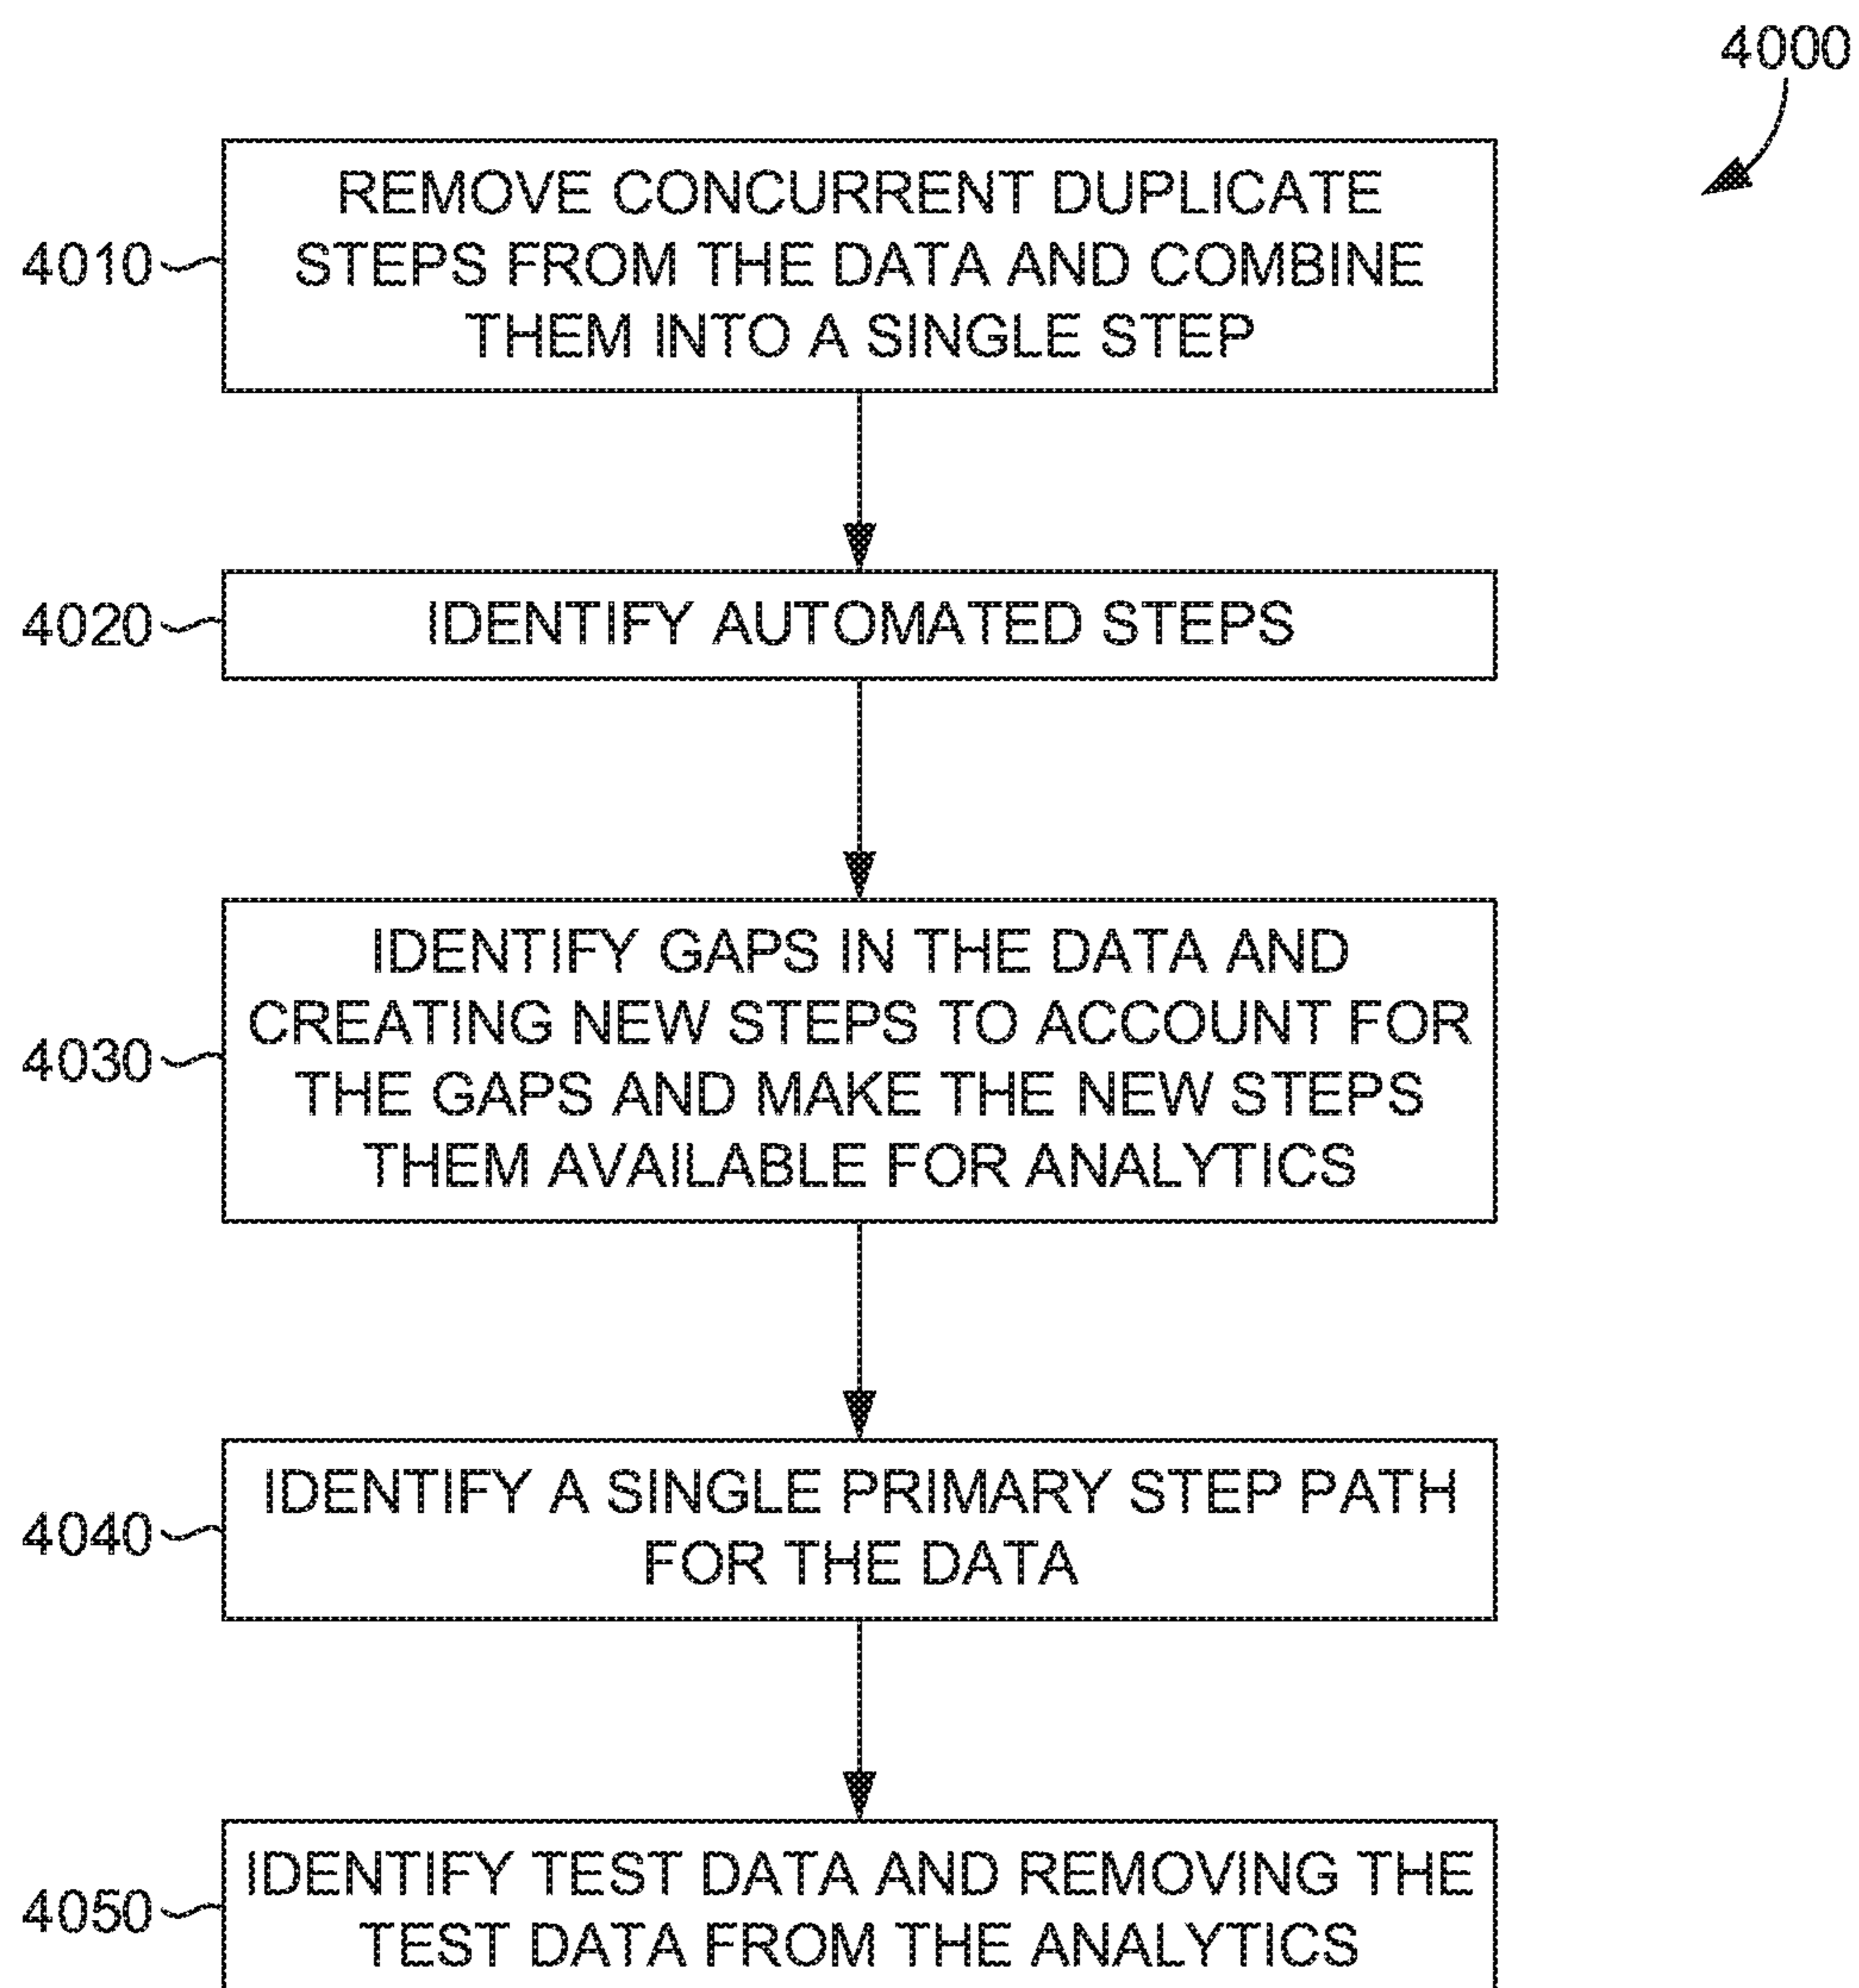 4000
REMOVE CONCURRENT DUPLICATE
4010
STEPS FROM THE DATA AND COMBINE
THEM INTO A SINGLE STEP
4020
IDENTIFY AUTOMATED STEPS
IDENTIFY GAPS IN THE DATA AND
CREATING NEW STEPS TO ACCOUNT FOR
4030
THE GAPS AND MAKE THE NEW STEPS
THEM AVAILABLE FOR ANALYTICS
IDENTIFY A SINGLE PRIMARY STEP PATH
4040
FOR THE DATA
IDENTIFY TEST DATA AND REMOVING THE
4050
TEST DATA FROM THE ANALYTICS